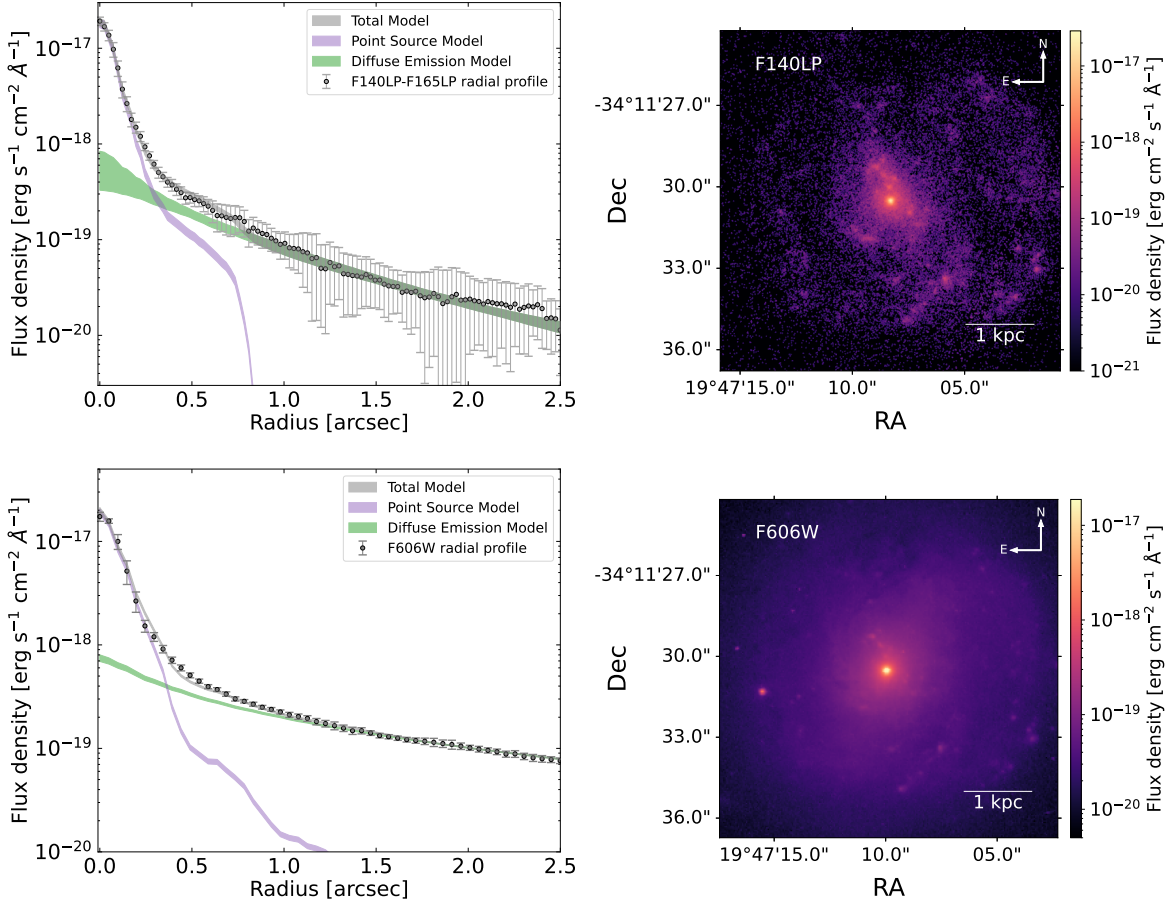 Total Model
Point Source Model
Diffuse Emission Model
F140LP-F165LP radial profile
Flux density [erg s⁻¹ cm⁻² Å⁻¹]
10⁻¹⁷
10⁻¹⁸
10⁻¹⁹
10⁻²⁰
0.0 0.5 1.0 1.5 2.0 2.5
Radius [arcsec]
F140LP
N
E
1 kpc
Dec
-34°11'27.0"
30.0"
33.0"
36.0"
19°47'15.0" 10.0" 05.0"
RA
10⁻¹⁷
10⁻¹⁸
10⁻¹⁹
10⁻²⁰
10⁻²¹
Flux density [erg cm⁻² s⁻¹ Å⁻¹]
Total Model
Point Source Model
Diffuse Emission Model
F606W radial profile
Flux density [erg s⁻¹ cm⁻² Å⁻¹]
10⁻¹⁷
10⁻¹⁸
10⁻¹⁹
10⁻²⁰
0.0 0.5 1.0 1.5 2.0 2.5
Radius [arcsec]
F606W
N
E
1 kpc
Dec
-34°11'27.0"
30.0"
33.0"
36.0"
19°47'15.0" 10.0" 05.0"
RA
10⁻¹⁷
10⁻¹⁸
10⁻¹⁹
10⁻²⁰
Flux density [erg cm⁻² s⁻¹ Å⁻¹]